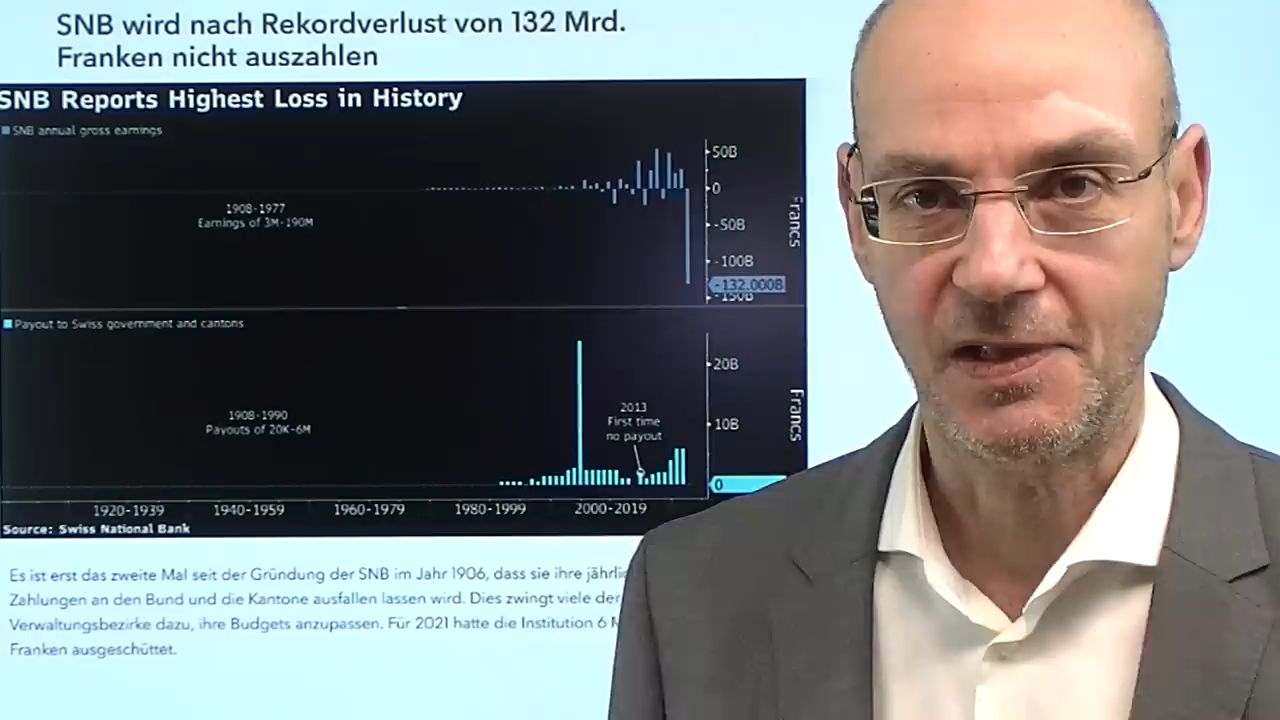 SNB wird nach Rekordverlust von 132 Mrd.
Franken nicht auszahlen
SNB Reports Highest Loss in History
SNB annual gross earnings
50B
0
-50B
-100B
-132.000B
-150B
Francs
1908-1977
Earnings of 3M-190M
Payout to Swiss government and cantons
20B
10B
0
Francs
1908-1990
Payouts of 20K-6M
2013
First time
no payout
1920-1939 1940-1959 1960-1979 1980-1999 2000-2019
Source: Swiss National Bank
Es ist erst das zweite Mal seit der Gründung der SNB im Jahr 1906, dass sie ihre
Zahlungen an den Bund und die Kantone ausfallen lassen wird. Dies zwingt viele der
Verwaltungsbezirke dazu, ihre Budgets anzupassen. Für 2021 hatte die Institution 6
Franken ausgeschüttet.